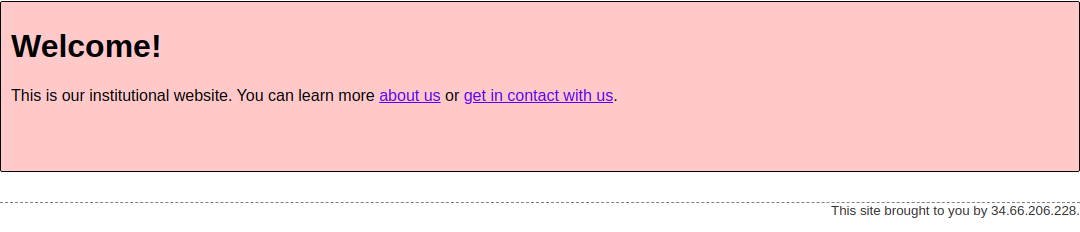 Welcome!
This is our institutional website. You can learn more about us or get in contact with us.
This site brought to you by 34.66.206.228.